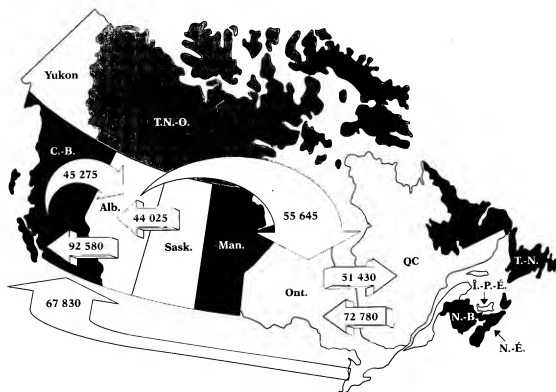 Yukon
T.N.-O.
C.-B.
45 275
Alb.
44 025
55 645
Sask.
Man.
92 580
QC
51 430
T.-N.
Î.-P.-É.
67 830
Ont.
72 780
N.-B.
N.-É.